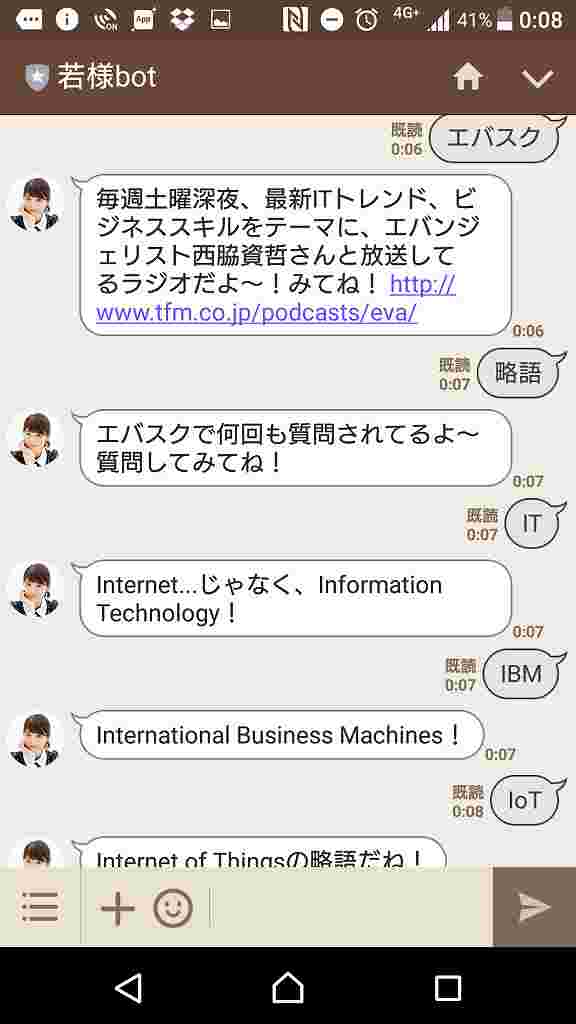 ON
App
4G+
41%
0:08
若様bot
既読
0:06
エバスク
毎週土曜深夜、最新ITトレンド、ビ
ジネススキルをテーマに、エバンジ
ェリスト西脇資哲さんと放送して
るラジオだよ〜！みてね！ http://
www.tfm.co.jp/podcasts/eva/
0:06
既読
0:07
略語
エバスクで何回も質問されてるよ〜
質問してみてね！
0:07
既読
0:07
IT
Internet...じゃなく、Information
Technology！
0:07
既読
0:07
IBM
International Business Machines！
0:07
既読
0:08
IoT
Internet of Thingsの略語だね！